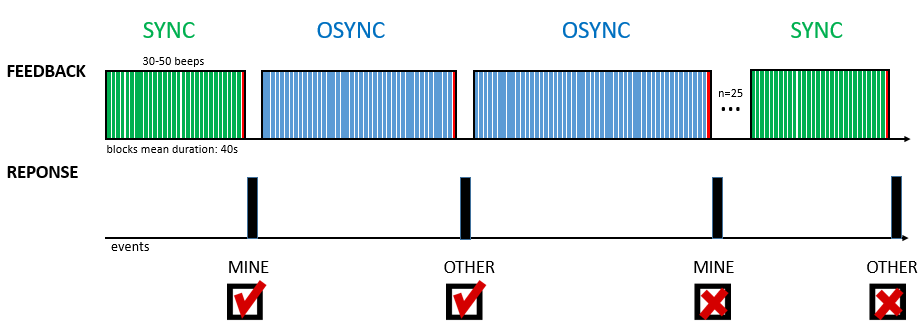 SYNC
OSYNC
OSYNC
SYNC
30-50 beeps
FEEDBACK
n=25
...
blocks mean duration: 40s
REPONSE
events
MINE
OTHER
MINE
OTHER